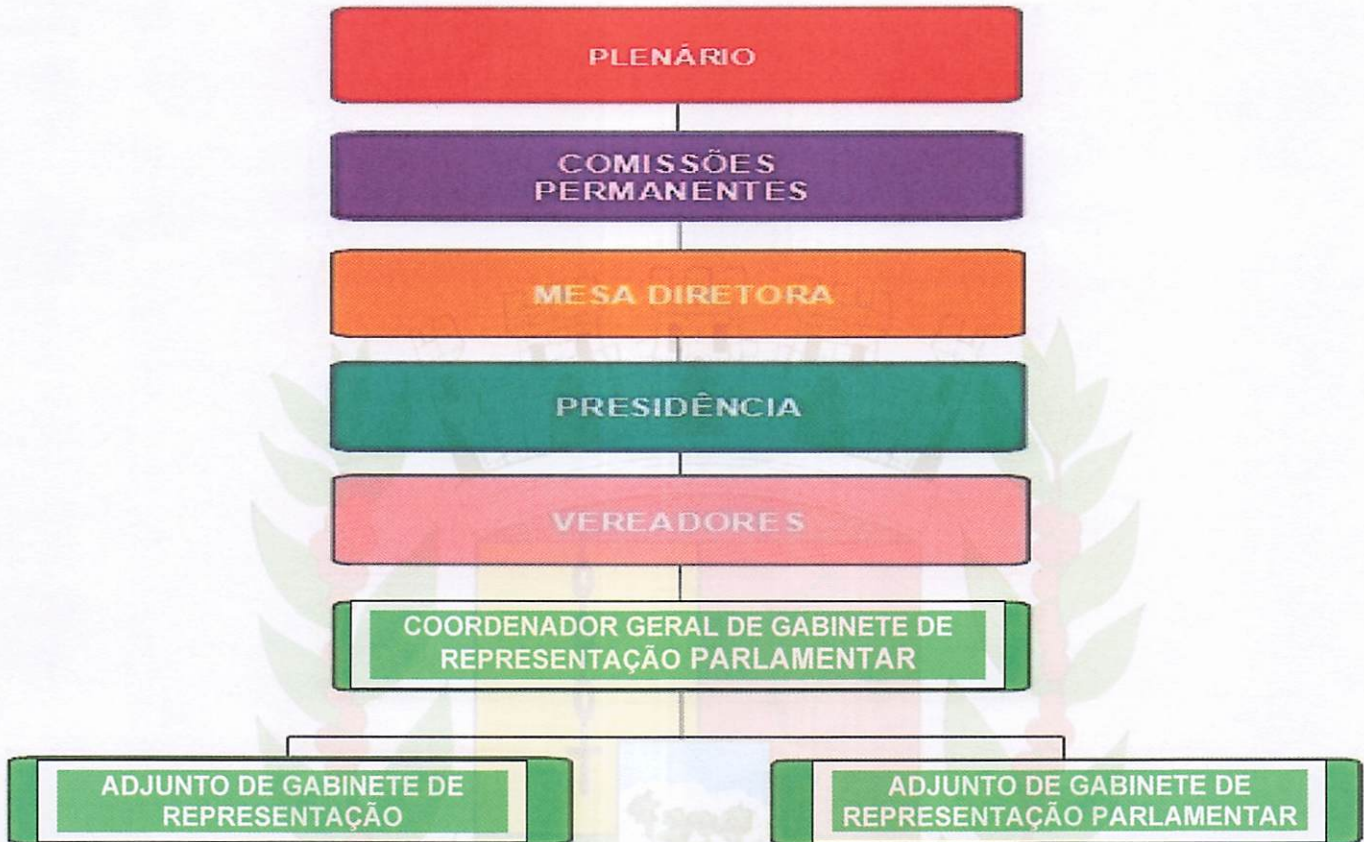 PLENÁRIO
COMISSÕES
PERMANENTES
MESA DIRETORA
PRESIDÊNCIA
VEREADORES
COORDENADOR GERAL DE GABINETE DE
REPRESENTAÇÃO PARLAMENTAR
ADJUNTO DE GABINETE DE
REPRESENTAÇÃO
ADJUNTO DE GABINETE DE
REPRESENTAÇÃO PARLAMENTAR